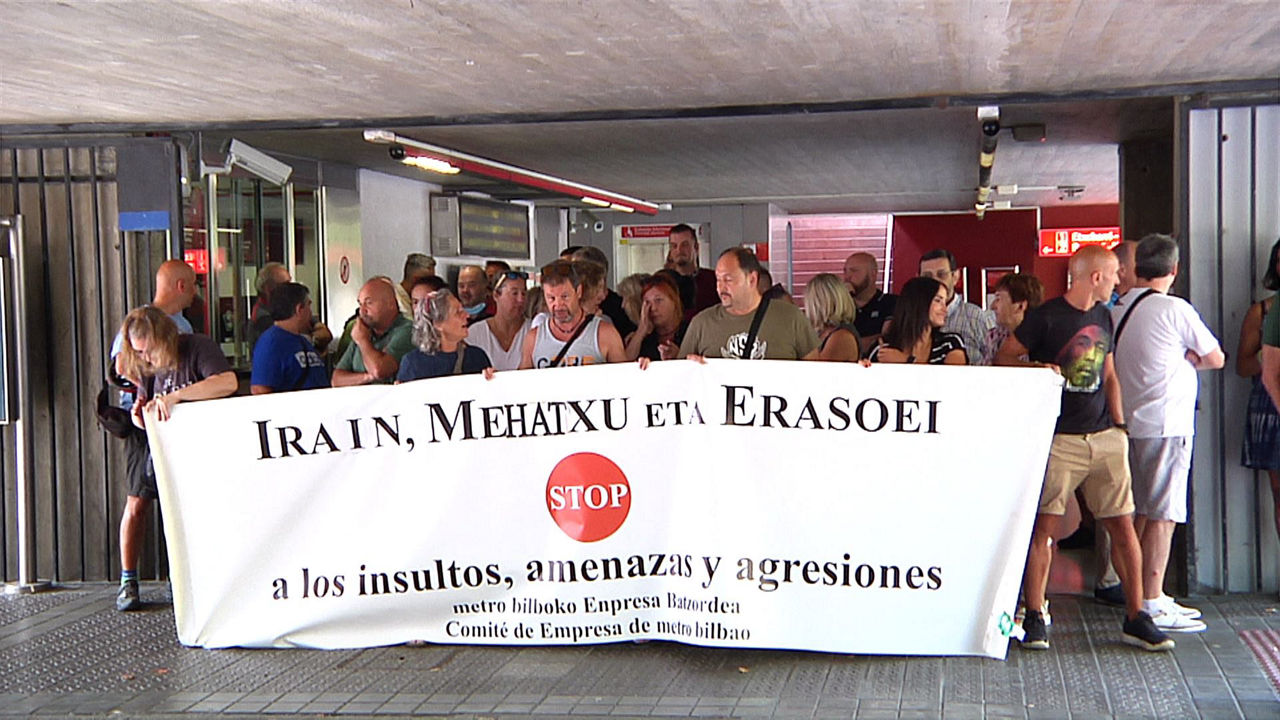 IRAIN, MEHATXU ETA ERASOEI
STOP
a los insultos, amenazas y agresiones
metro bilboko Enpresa Batzordea
Comité de Empresa de metro bilbao